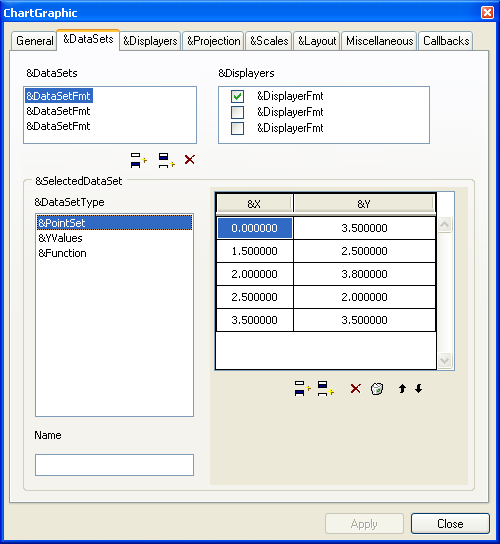 ChartGraphic
General &DataSets &Displayers &Projection &Scales &Layout Miscellaneous Callbacks
&DataSets
&DataSetFmt
&DataSetFmt
&DataSetFmt
&Displayers
&DisplayerFmt
&DisplayerFmt
&DisplayerFmt
&SelectedDataSet
&DataSetType
&PointSet
&YValues
&Function
Name
&X &Y
0.000000 3.500000
1.500000 2.500000
2.000000 3.800000
2.500000 2.000000
3.500000 3.500000
Apply Close